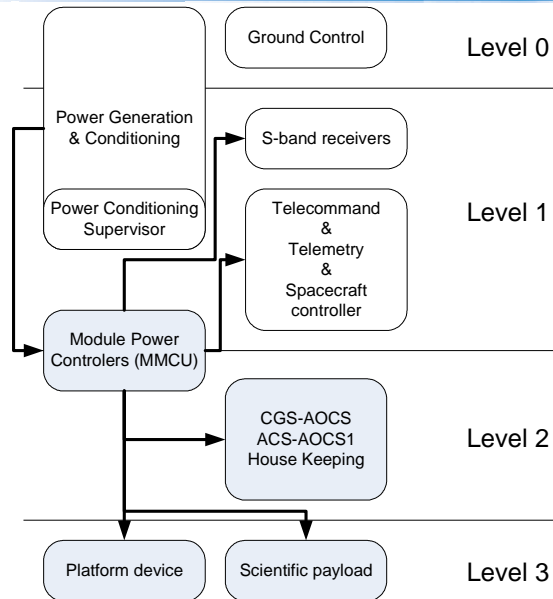 Ground Control
Level 0
Power Generation
& Conditioning
S-band receivers
Power Conditioning
Supervisor
Telecommand
&
Telemetry
&
Spacecraft
controller
Level 1
Module Power
Controlers (MMCU)
CGS-AOCS
ACS-AOCS1
House Keeping
Level 2
Platform device
Scientific payload
Level 3